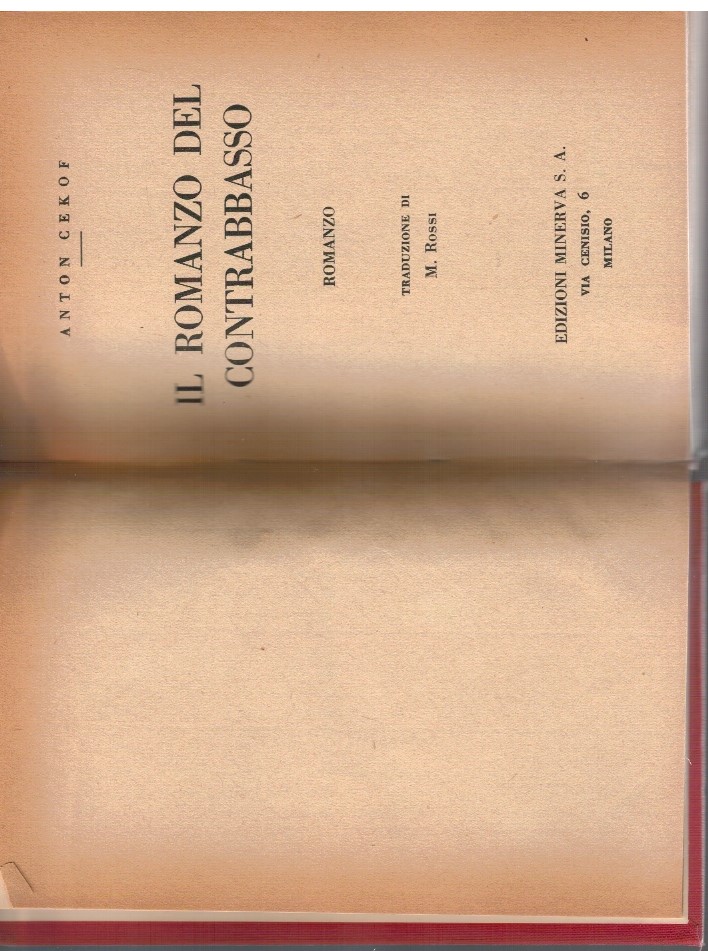 ANTON CEKOF
IL ROMANZO DEL
CONTRABBASSO
ROMANZO
TRADUZIONE DI
M. ROSSI
EDIZIONI MINERVA S. A.
VIA CENISIO, 6
MILANO